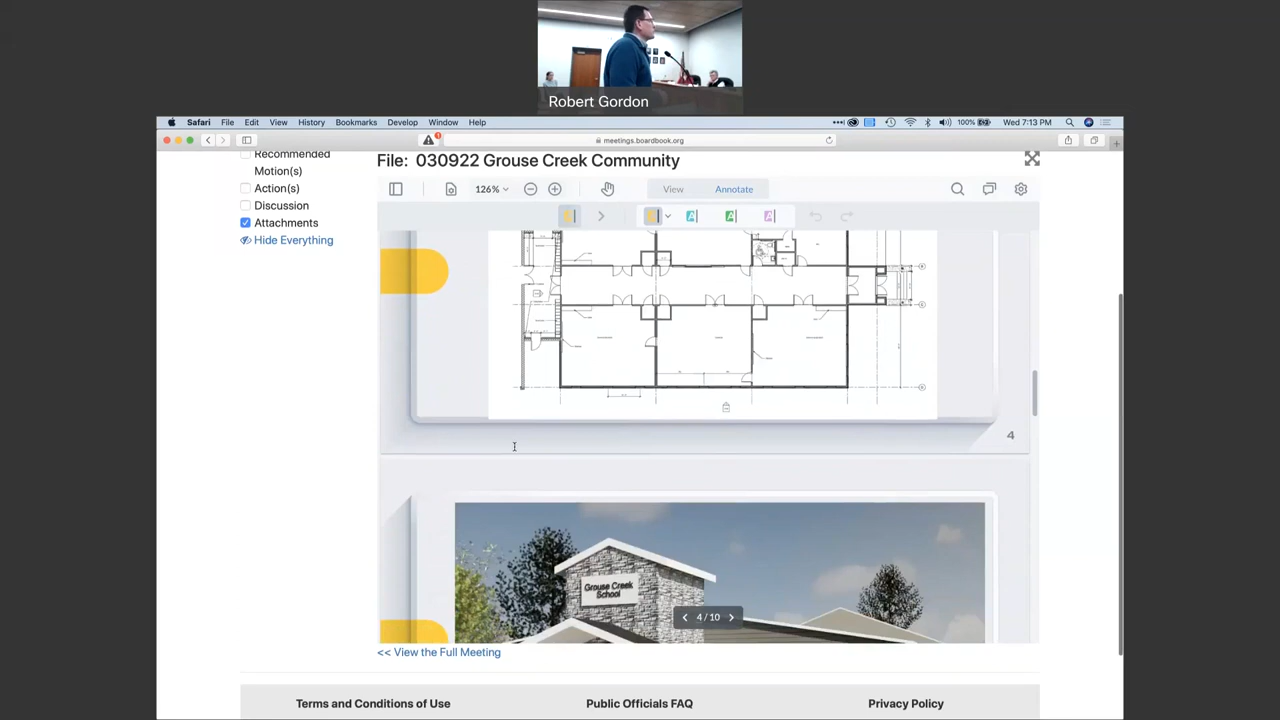 Robert Gordon
Safari File Edit View History Bookmarks Develop Window Help 100% Wed 7:13 PM
meetings.boardbook.org
Recommended
Motion(s)
Action(s)
Discussion
Attachments
Hide Everything
File: 030922 Grouse Creek Community
126% View Annotate
4
Grouse Creek
School
4 / 10
<< View the Full Meeting
Terms and Conditions of Use Public Officials FAQ Privacy Policy